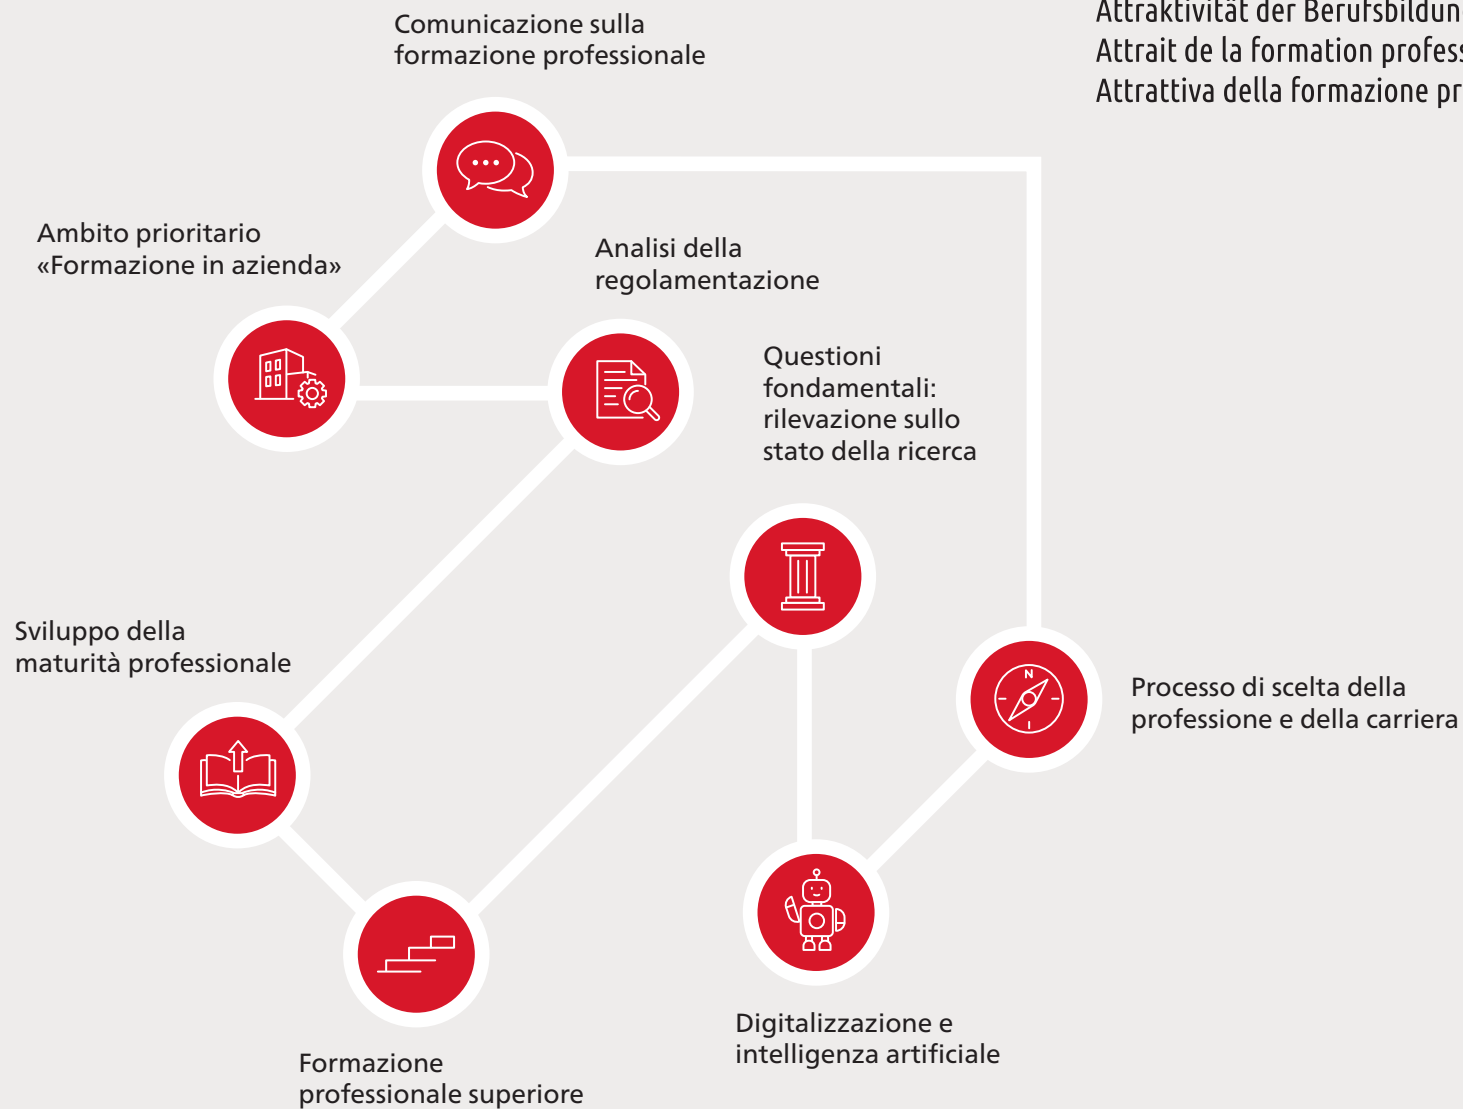 Attraktivität der Berufsbildun
Attrait de la formation profess
Attrattiva della formazione pr
Comunicazione sulla
formazione professionale
Ambito prioritario
«Formazione in azienda»
Analisi della
regolamentazione
Questioni
fondamentali:
rilevazione sullo
stato della ricerca
Sviluppo della
maturità professionale
N
Processo di scelta della
professione e della carriera
Digitalizzazione e
intelligenza artificiale
Formazione
professionale superiore